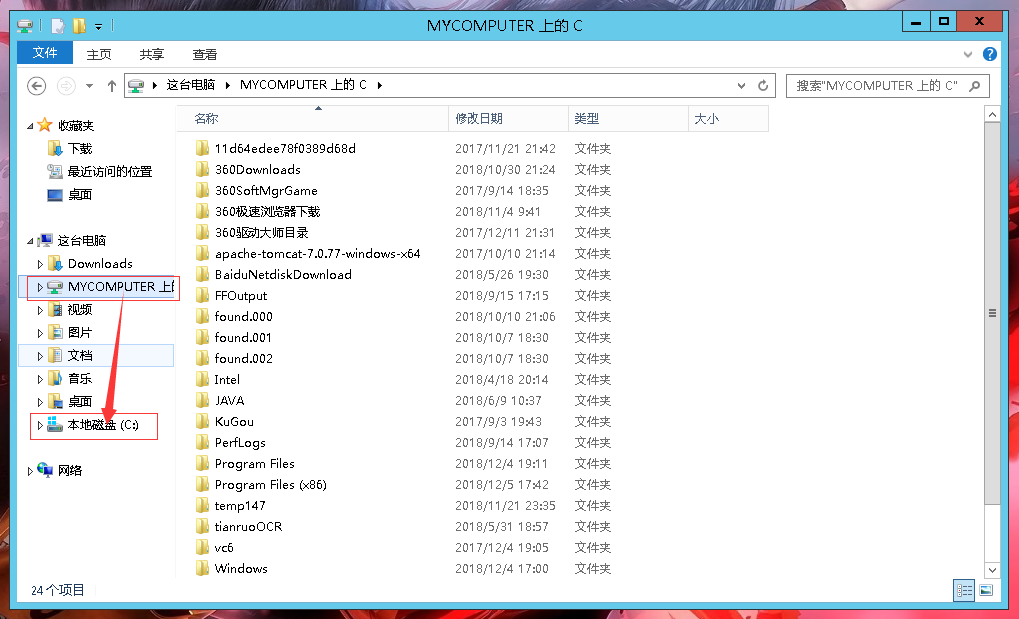 MYCOMPUTER 上的 C
文件 主页 共享 查看
这台电脑 MYCOMPUTER 上的 C 搜索"MYCOMPUTER 上的 C"
收藏夹
下载
最近访问的位置
桌面
这台电脑
Downloads
MYCOMPUTER 上的
视频
图片
文档
音乐
桌面
本地磁盘 (C:)
网络
名称 修改日期 类型 大小
11d64edee78f0389d68d 2017/11/21 21:42 文件夹
360Downloads 2018/10/30 21:24 文件夹
360SoftMgrGame 2017/9/14 18:35 文件夹
360极速浏览器下载 2018/11/4 9:41 文件夹
360驱动大师目录 2017/12/11 21:31 文件夹
apache-tomcat-7.0.77-windows-x64 2017/10/10 21:14 文件夹
BaiduNetdiskDownload 2018/5/26 19:30 文件夹
FFOutput 2018/9/15 17:15 文件夹
found.000 2018/10/10 21:06 文件夹
found.001 2018/10/7 18:30 文件夹
found.002 2018/10/7 18:30 文件夹
Intel 2018/4/18 20:14 文件夹
JAVA 2018/6/9 10:37 文件夹
KuGou 2017/9/3 19:43 文件夹
PerfLogs 2018/9/14 17:07 文件夹
Program Files 2018/12/4 19:11 文件夹
Program Files (x86) 2018/12/5 17:42 文件夹
temp147 2018/11/21 23:35 文件夹
tianruoOCR 2018/5/31 18:57 文件夹
vc6 2017/12/4 19:05 文件夹
Windows 2018/12/4 17:00 文件夹
24 个项目